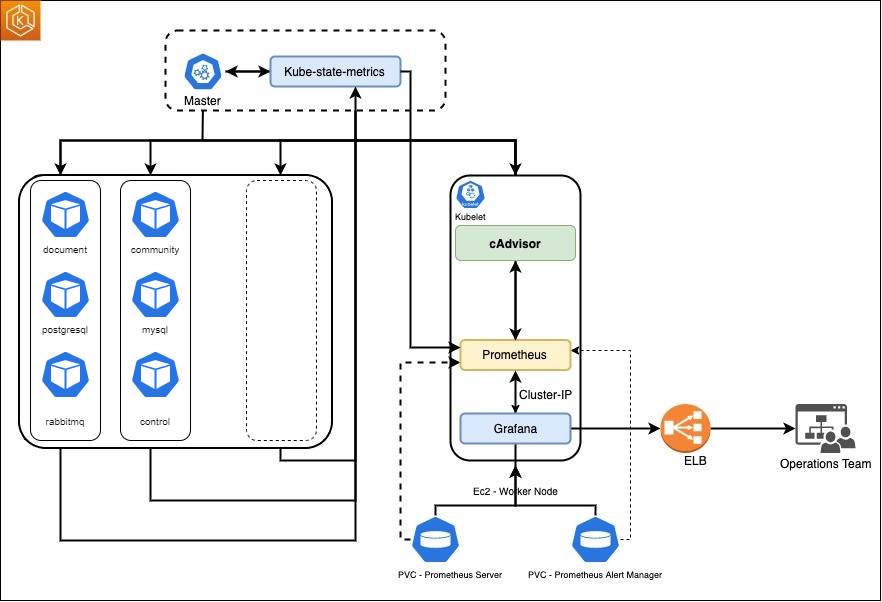 K
Master
Kube-state-metrics
document
community
postgresql
mysql
rabbitmq
control
kubelet
Kubelet
cAdvisor
Prometheus
Cluster-IP
Grafana
Ec2 - Worker Node
ELB
Operations Team
PVC - Prometheus Server
PVC - Prometheus Alert Manager